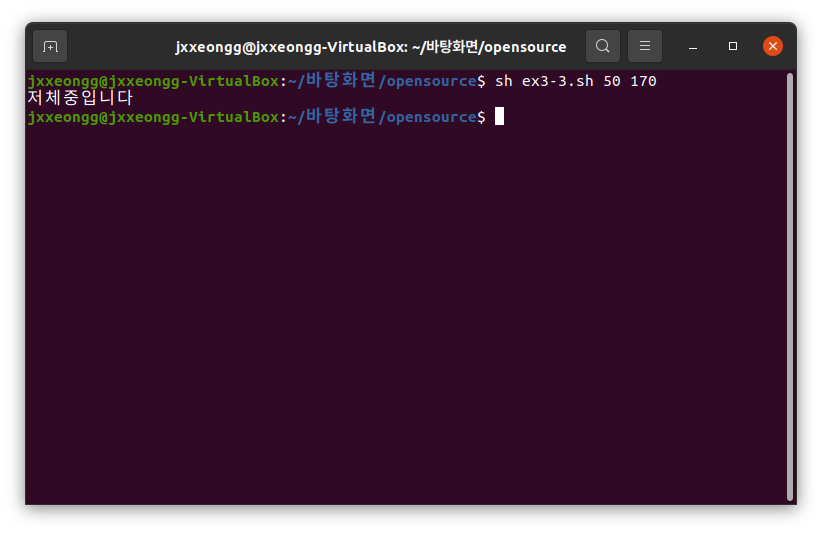 jxxeongg@jxxeongg-VirtualBox: ~/바탕화면/opensource
jxxeongg@jxxeongg-VirtualBox:~/바탕화면/opensource$ sh ex3-3.sh 50 170
저체중입니다
jxxeongg@jxxeongg-VirtualBox:~/바탕화면/opensource$